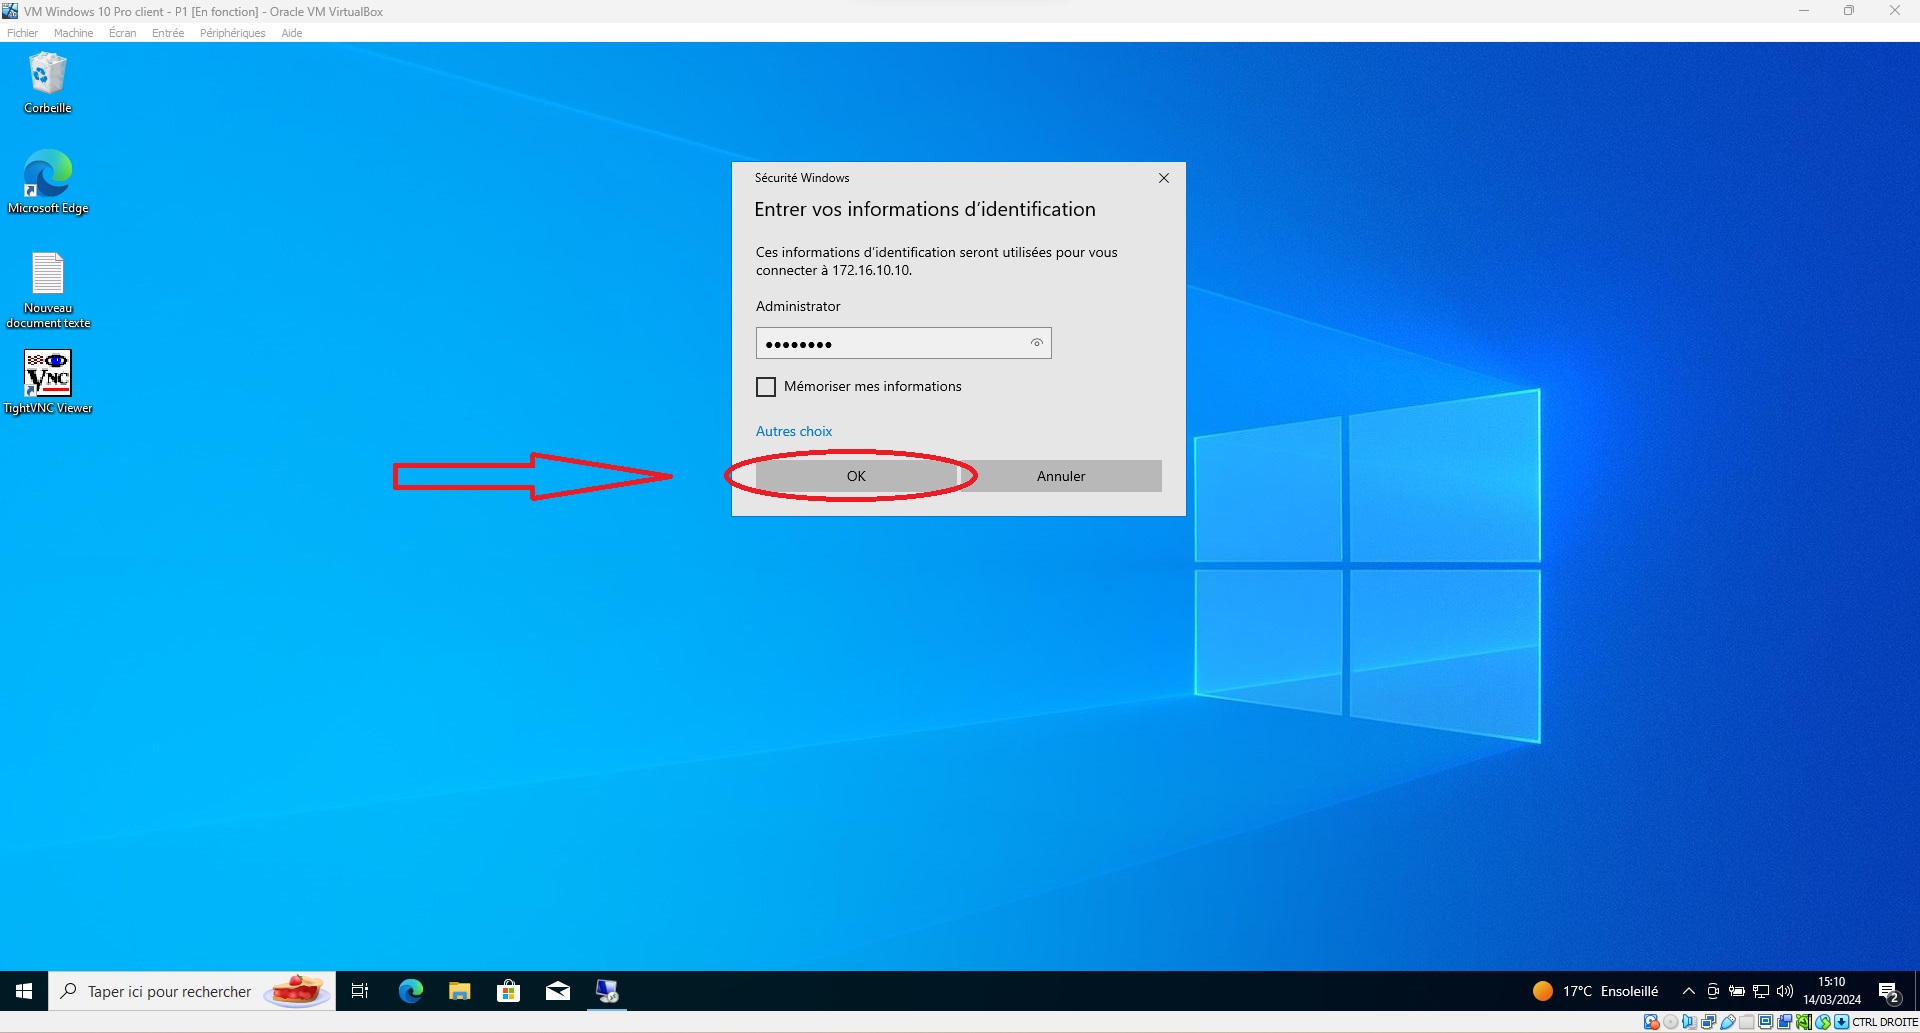 VM Windows 10 Pro client - P1 [En fonction] - Oracle VM VirtualBox
Fichier Machine Écran Entrée Périphériques Aide
Corbeille
Microsoft Edge
Nouveau
document texte
VNC
TightVNC Viewer
Sécurité Windows
Entrer vos informations d’identification
Ces informations d’identification seront utilisées pour vous
connecter à 172.16.10.10.
Administrator
Mémoriser mes informations
Autres choix
OK
Annuler
Taper ici pour rechercher
17°C Ensoleillé
15:10
14/03/2024
2
CTRL DROITE